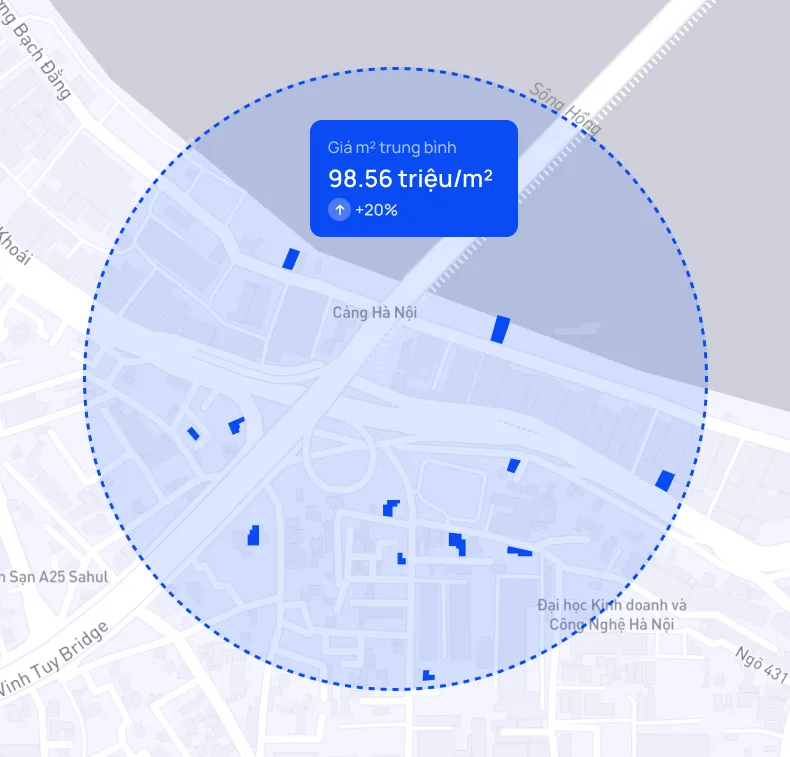 ng Bạch Đằng
Sông Hồng
Giá m² trung bình
98.56 triệu/m²
+20%
Khoái
Cảng Hà Nội
n Sạn A25 Sahul
Đại học Kinh doanh và
Công Nghệ Hà Nội
Vinh Tuy Bridge
Ngõ 431